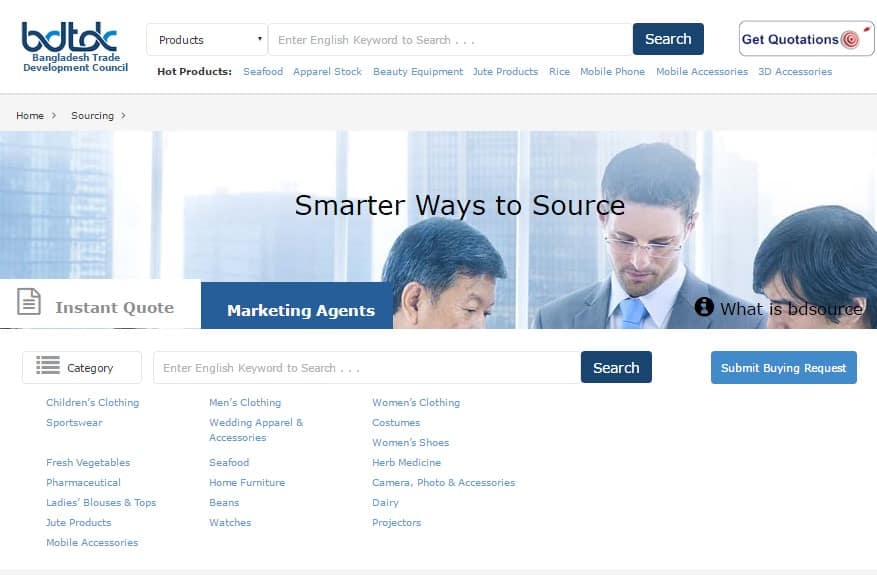 bdtdc
Bangladesh Trade
Development Council
Products
Enter English Keyword to Search . . .
Search
Get Quotations
Hot Products: Seafood Apparel Stock Beauty Equipment Jute Products Rice Mobile Phone Mobile Accessories 3D Accessories
Home > Sourcing >
Smarter Ways to Source
Instant Quote
Marketing Agents
What is bdsource
Category
Enter English Keyword to Search . . .
Search
Submit Buying Request
Children's Clothing Men's Clothing Women's Clothing
Sportswear Wedding Apparel & Costumes
Accessories
Women's Shoes
Fresh Vegetables Seafood Herb Medicine
Pharmaceutical Home Furniture Camera, Photo & Accessories
Ladies' Blouses & Tops Beans Dairy
Jute Products Watches Projectors
Mobile Accessories